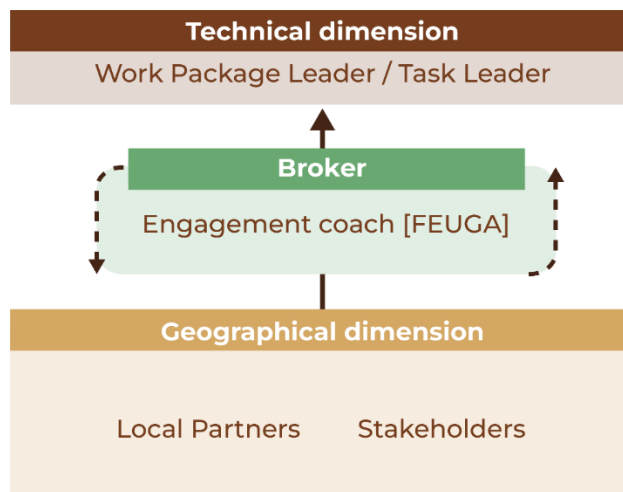 Technical dimension
Work Package Leader / Task Leader
Broker
Engagement coach [FEUGA]
Geographical dimension
Local Partners Stakeholders